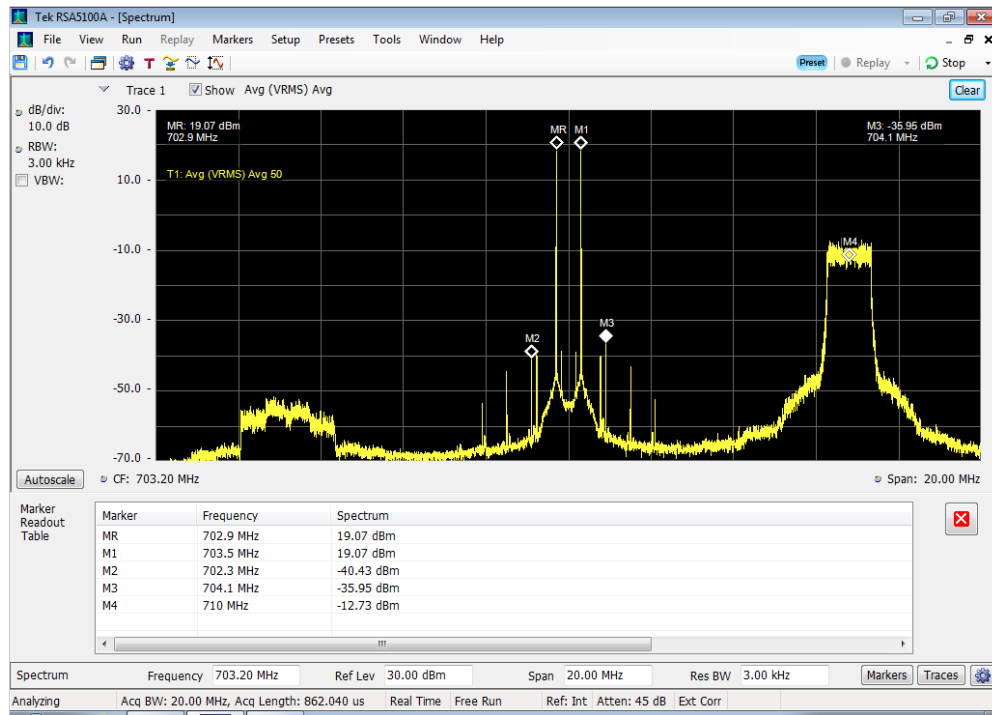 Tek RSA5100A - [Spectrum]
File View Run Replay Markers Setup Presets Tools Window Help
T Preset Replay Stop
Trace 1 Show Avg (VRMS) Avg Clear
dB/div:
10.0 dB
RBW:
3.00 kHz
VBW:
30.0 -
10.0 -
-10.0 -
-30.0 -
-50.0 -
-70.0 -
MR: 19.07 dBm
702.9 MHz
T1: Avg (VRMS) Avg 50
MR M1
M3: -35.95 dBm
704.1 MHz
M4
M3
M2
Autoscale CF: 703.20 MHz Span: 20.00 MHz
Marker
Readout
Table
Marker Frequency Spectrum
MR 702.9 MHz 19.07 dBm
M1 703.5 MHz 19.07 dBm
M2 702.3 MHz -40.43 dBm
M3 704.1 MHz -35.95 dBm
M4 710 MHz -12.73 dBm
Spectrum Frequency 703.20 MHz Ref Lev 30.00 dBm Span 20.00 MHz Res BW 3.00 kHz Markers Traces
Analyzing Acq BW: 20.00 MHz, Acq Length: 862.040 us Real Time Free Run Ref: Int Atten: 45 dB Ext Corr